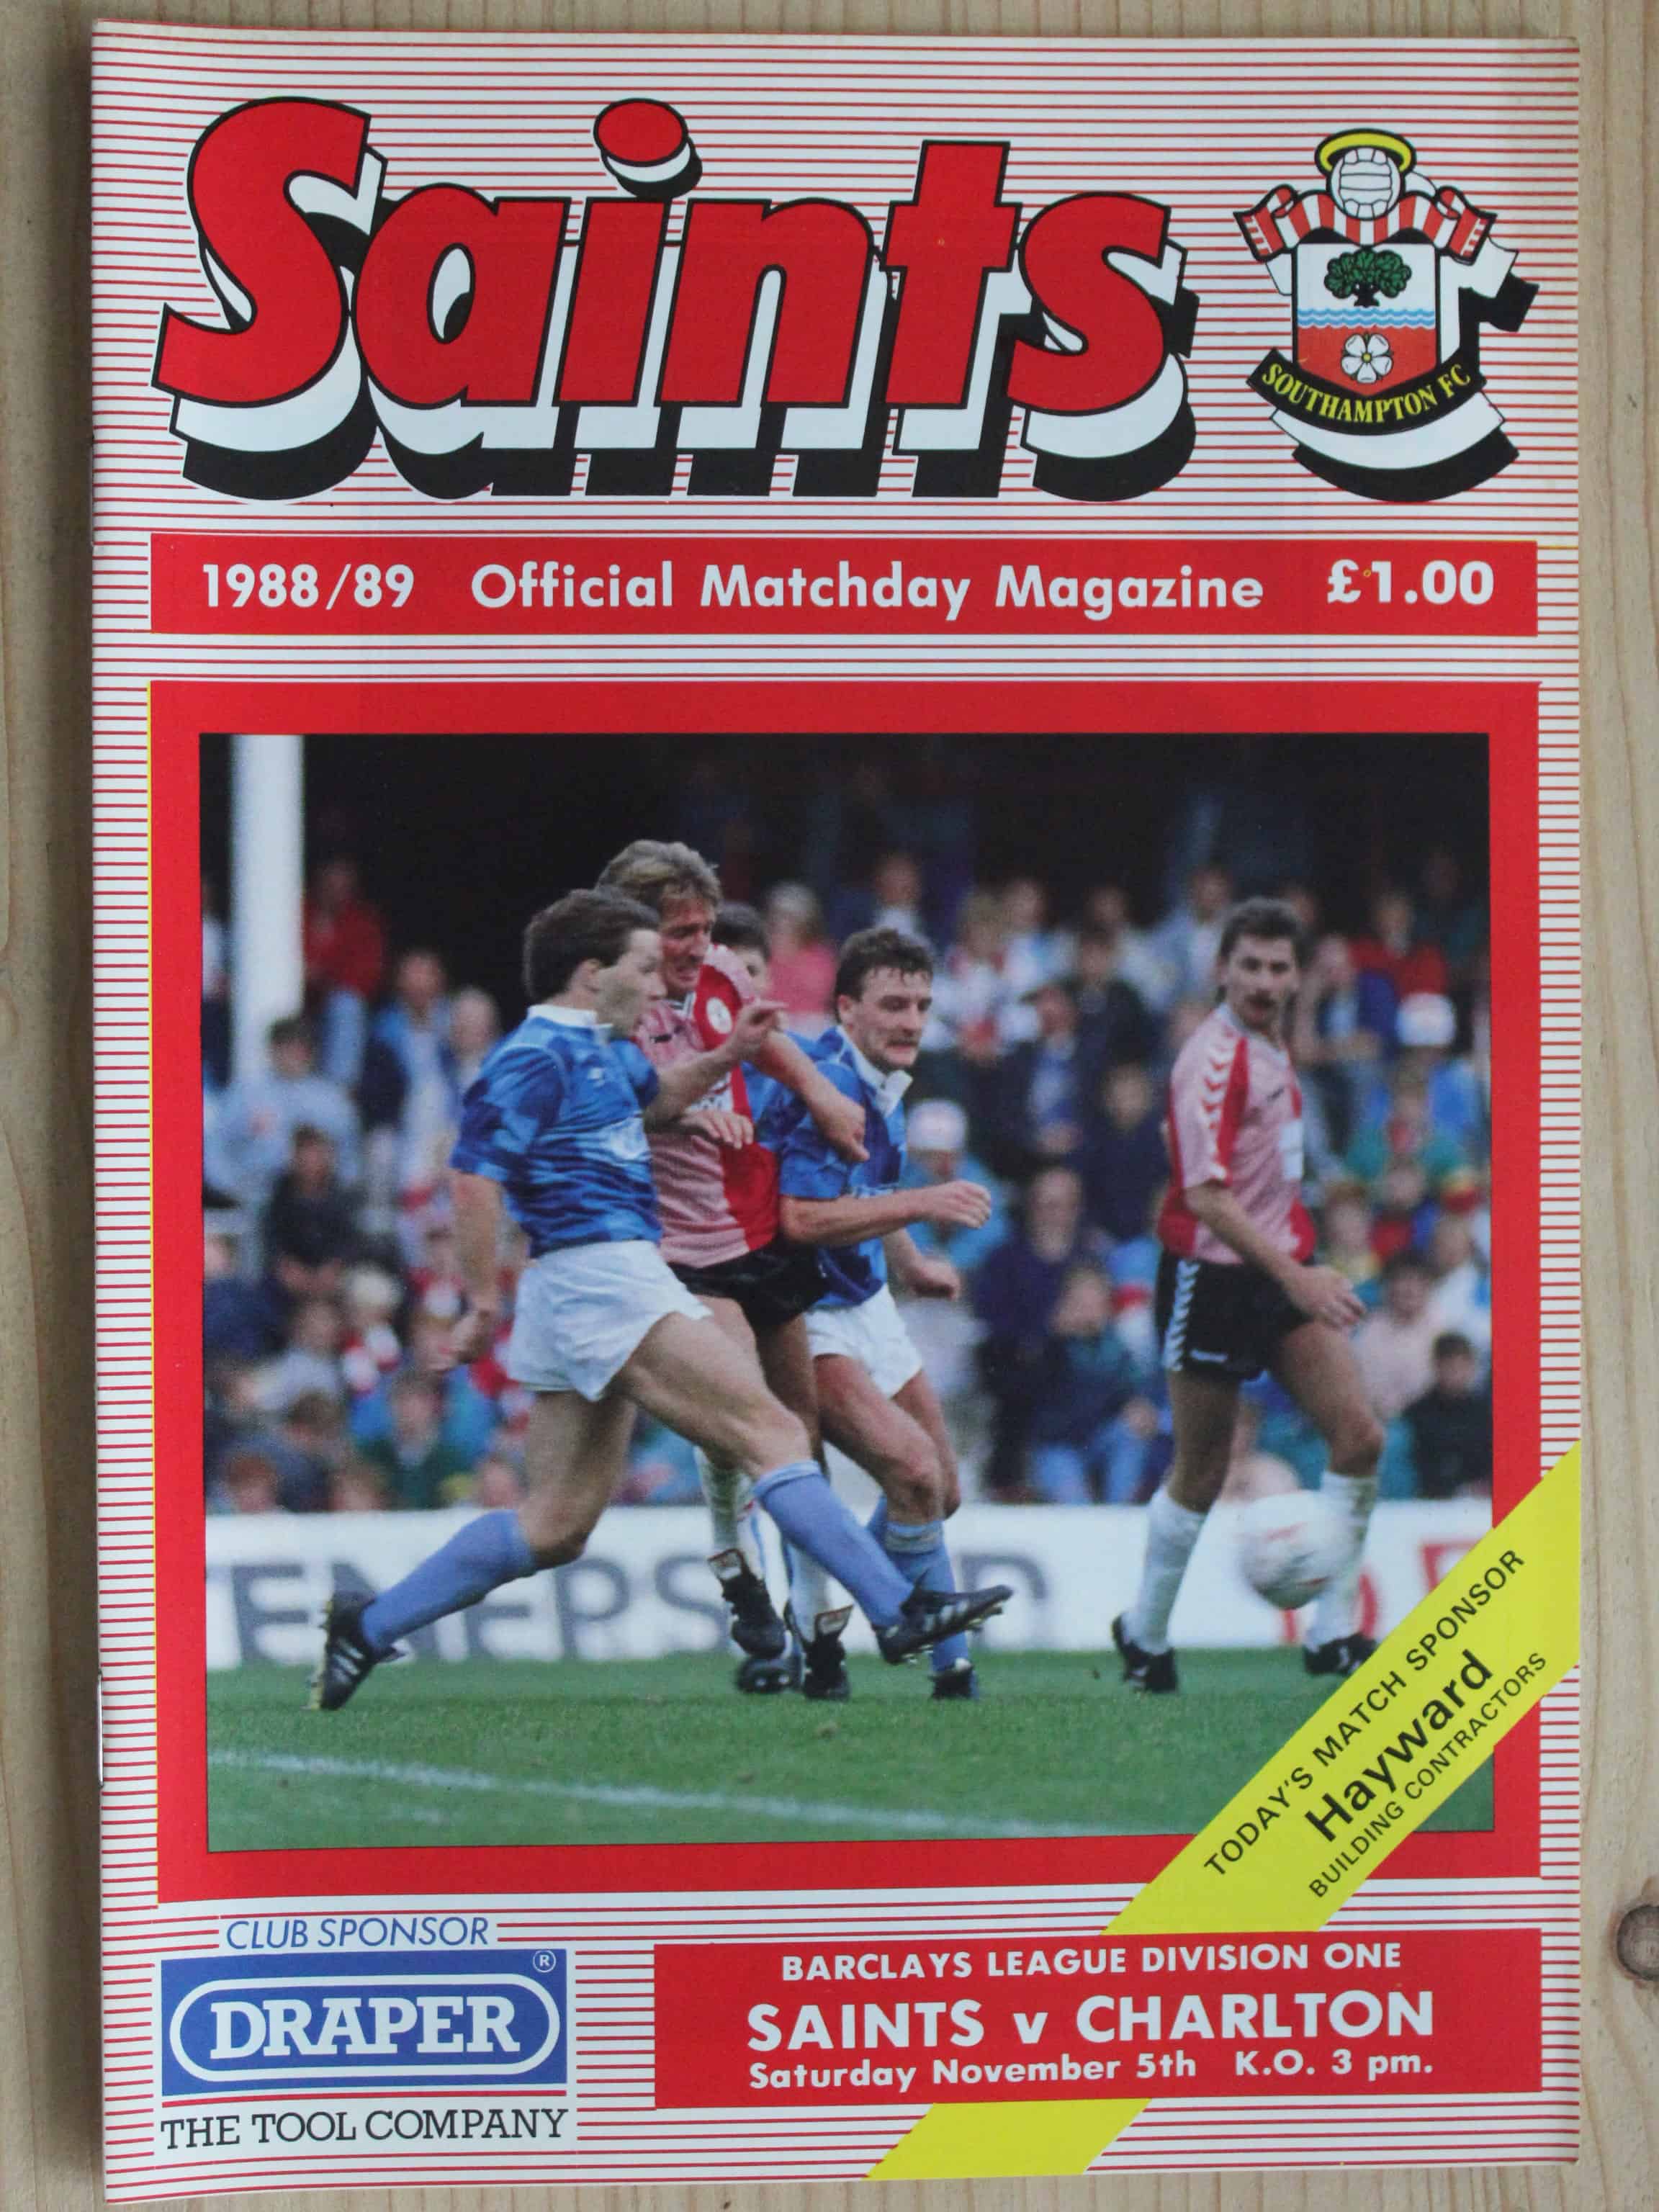 Saints
SOUTHAMPTON FC
1988/89 Official Matchday Magazine £1.00
TODAY'S MATCH SPONSOR
Hayward
BUILDING CONTRACTORS
CLUB SPONSOR
DRAPER ®
THE TOOL COMPANY
BARCLAYS LEAGUE DIVISION ONE
SAINTS v CHARLTON
Saturday November 5th K.O. 3 pm.